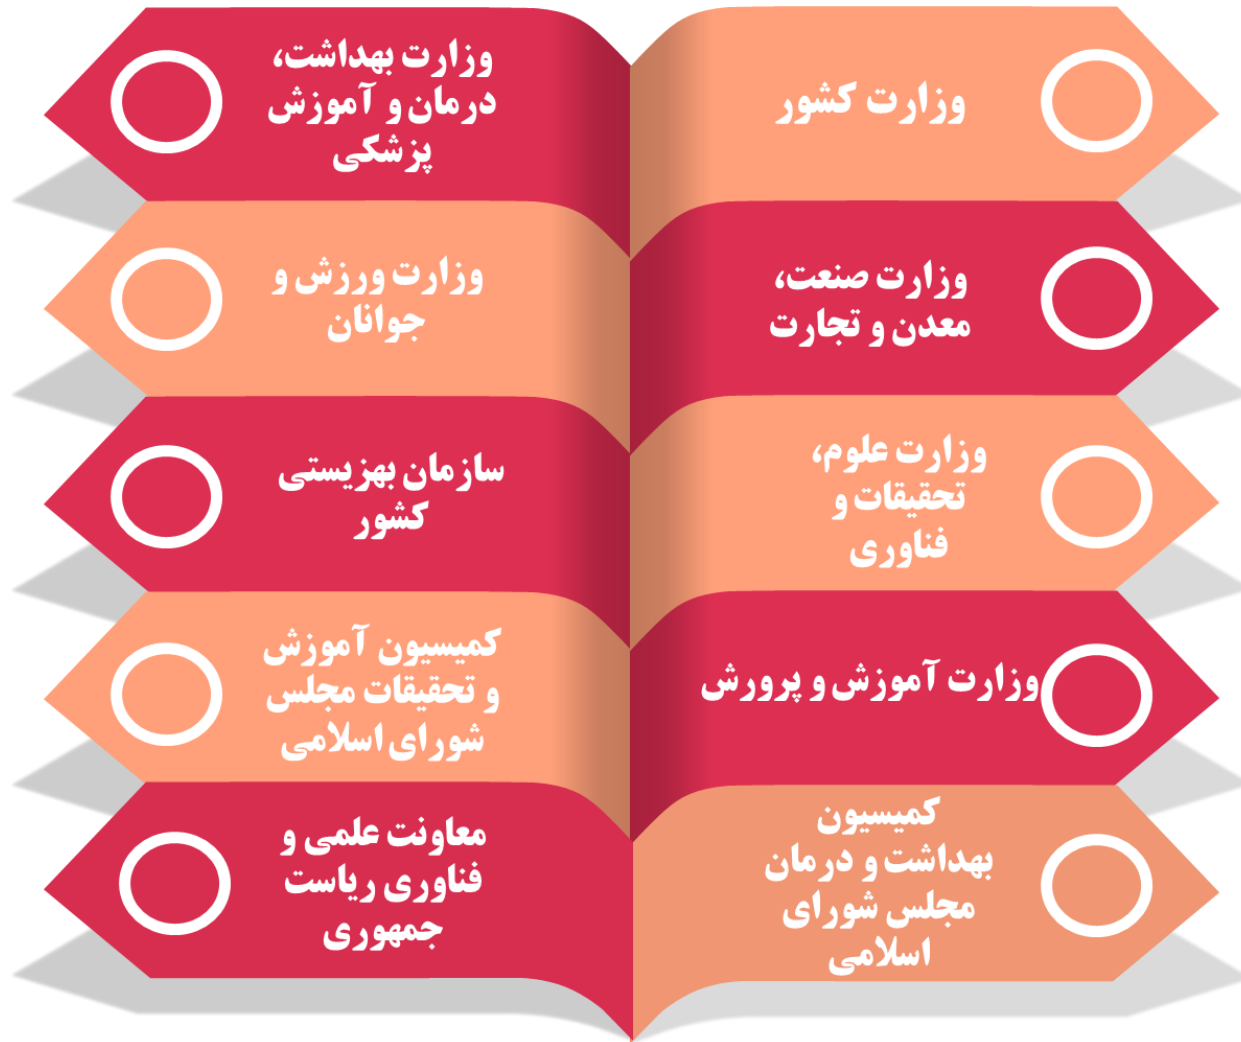 وزارت کشور
وزارت بهداشت،
درمان و آموزش
پزشکی
وزارت صنعت،
معدن و تجارت
وزارت ورزش و
جوانان
وزارت علوم،
تحقیقات و
فناوری
سازمان بهزیستی
کشور
وزارت آموزش و پرورش
کمیسیون آموزش
و تحقیقات مجلس
شورای اسلامی
کمیسیون
بهداشت و درمان
مجلس شورای
اسلامی
معاونت علمی و
فناوری ریاست
جمهوری